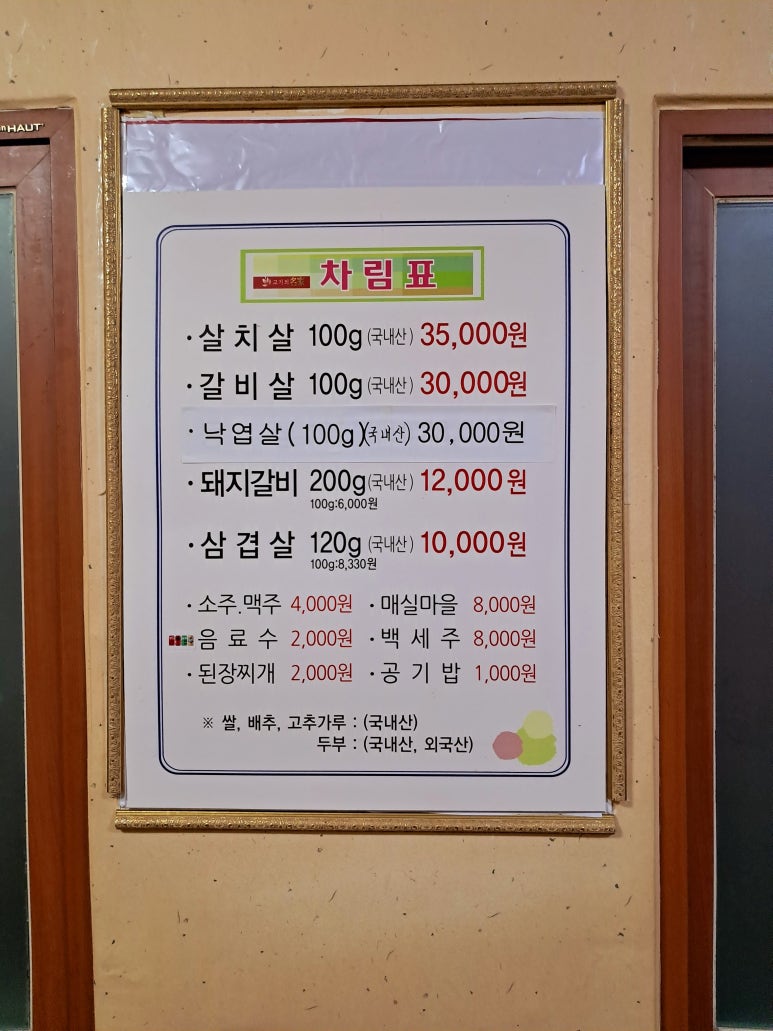 HAUT
차림표
· 살치살 100g (국내산) 35,000원
· 갈비살 100g (국내산) 30,000원
· 낙엽살 (100g)(국내산) 30,000원
· 돼지갈비 200g (국내산) 12,000원
100g:6,000원
· 삼겹살 120g (국내산) 10,000원
100g:8,330원
· 소주.맥주 4,000원 · 매실마을 8,000원
음료수 2,000원 · 백세주 8,000원
· 된장찌개 2,000원 · 공기밥 1,000원
※ 쌀, 배추, 고추가루 : (국내산)
두부 : (국내산, 외국산)